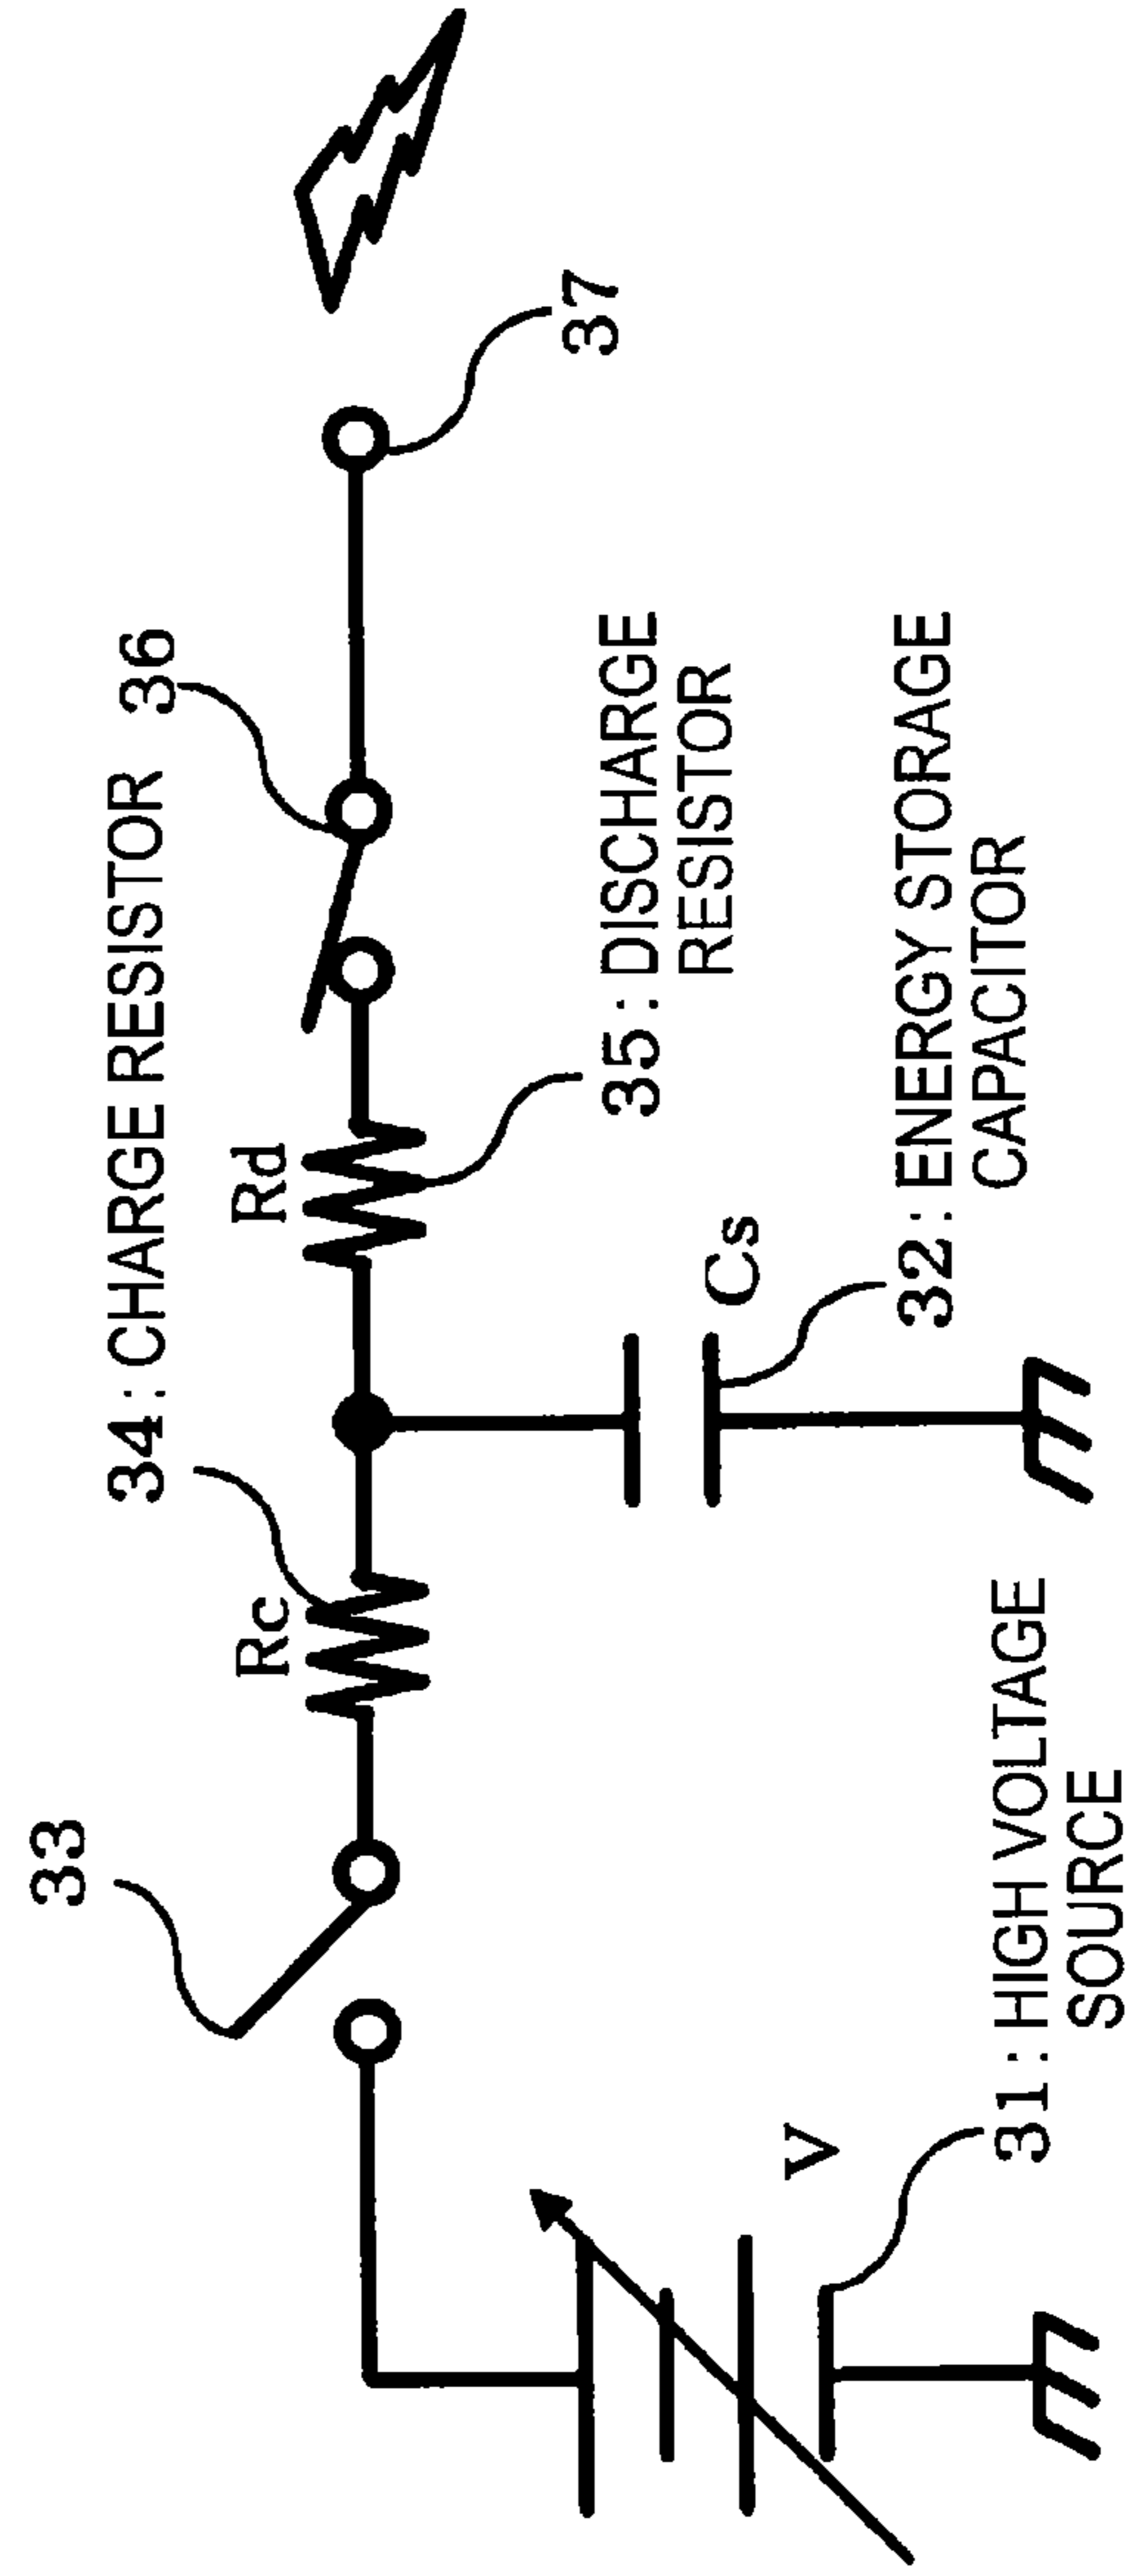 34 : CHARGE RESISTOR
36
33
Rc
Rd
37
35 : DISCHARGE
RESISTOR
Cs
V
32 : ENERGY STORAGE
CAPACITOR
31 : HIGH VOLTAGE
SOURCE